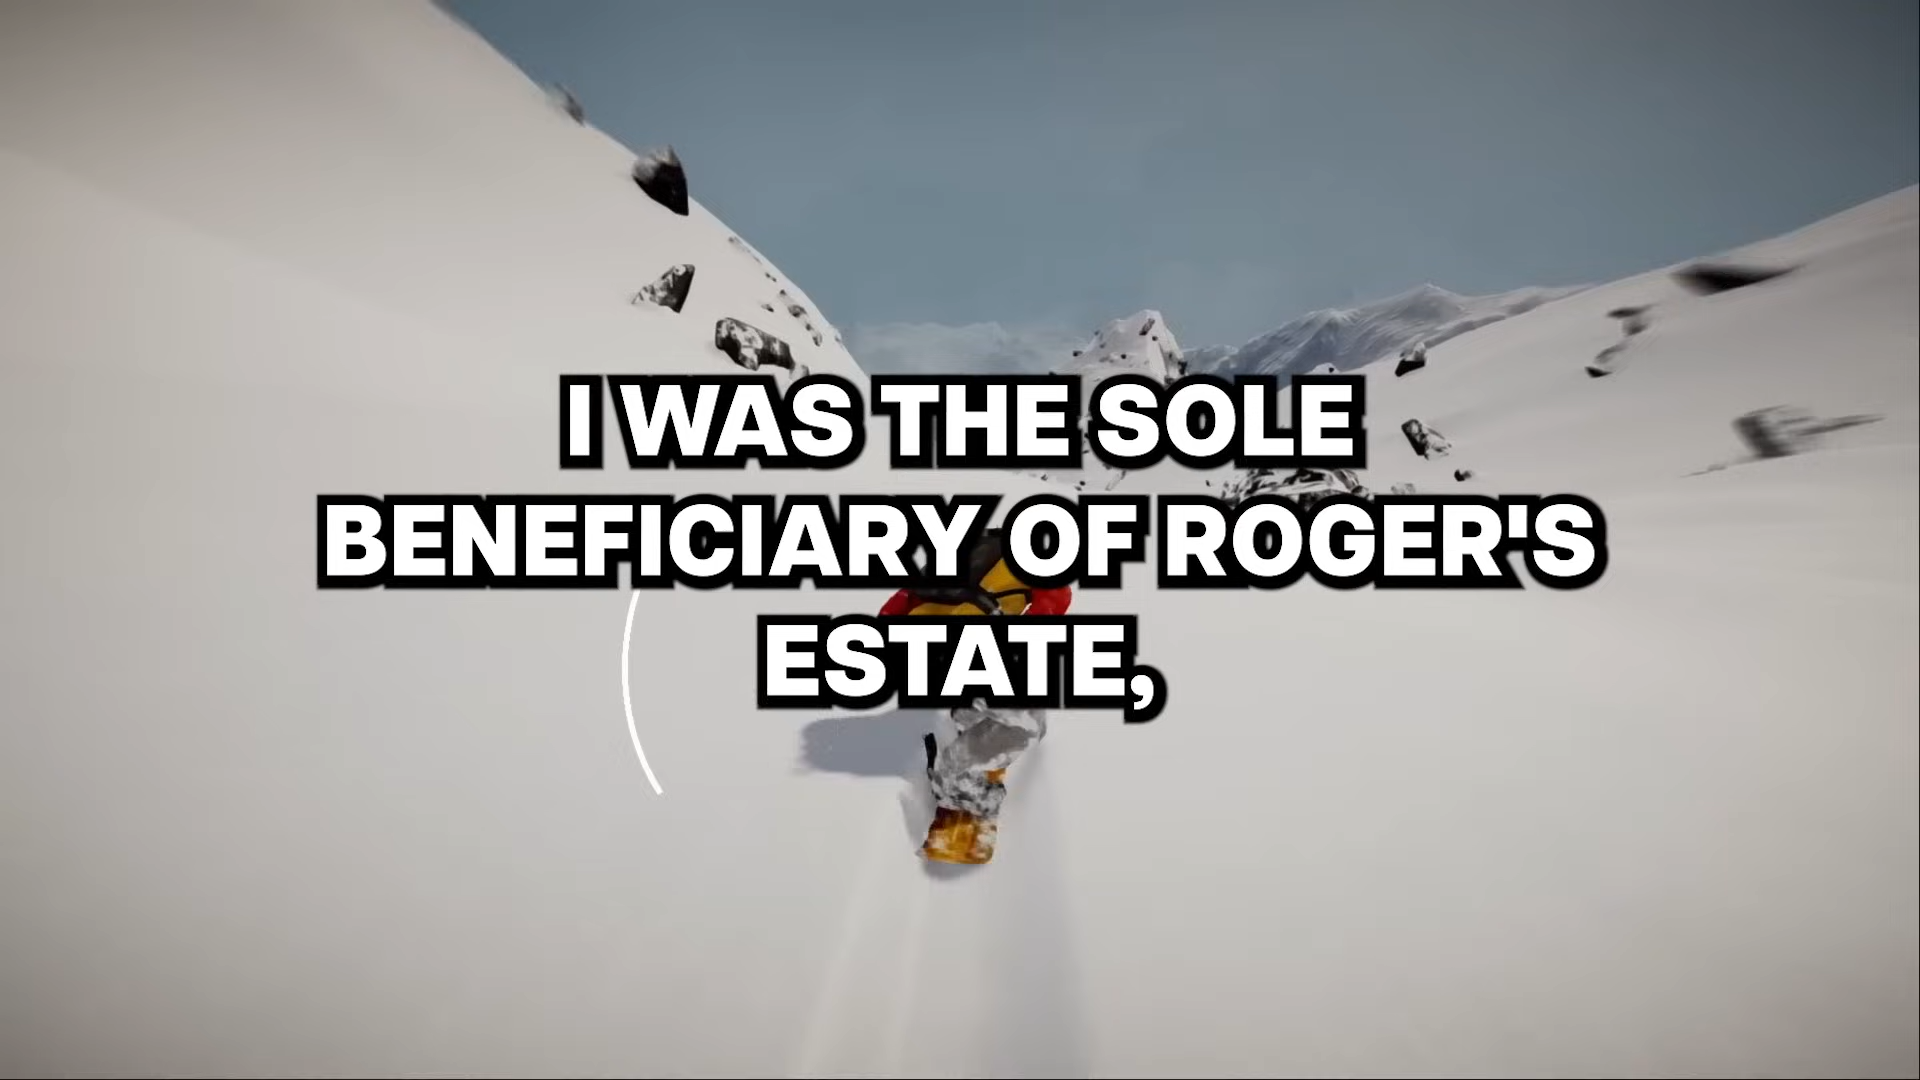 I WAS THE SOLE
BENEFICIARY OF ROGER'S
ESTATE,